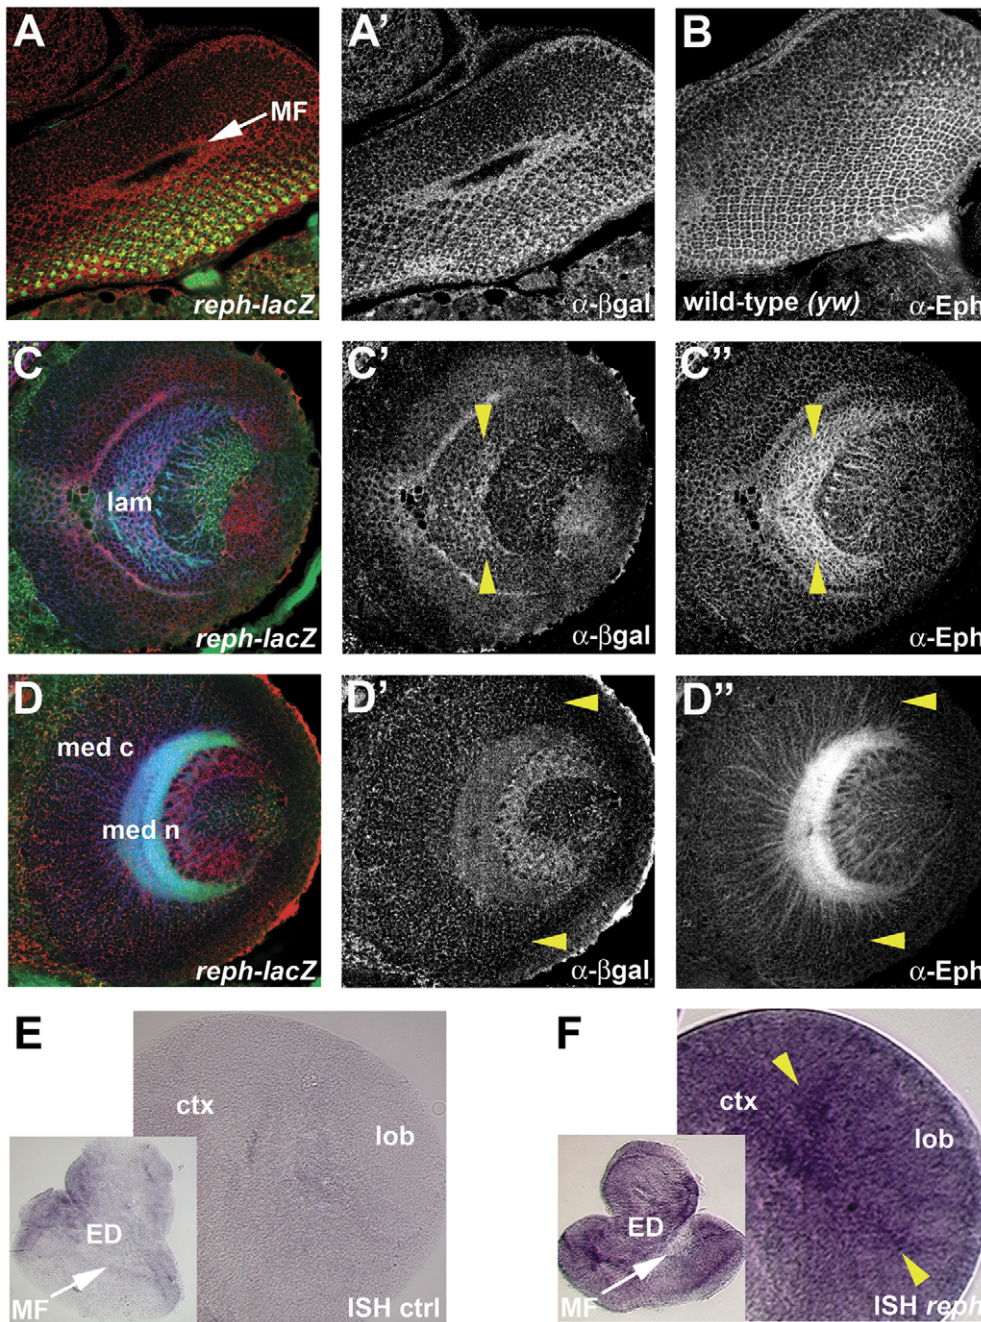 A
MF
reph-lacZ
A'
α-βgal
B
wild-type (yw)
α-Eph
C
lam
reph-lacZ
C'
α-βgal
C''
α-Eph
D
med c
med n
reph-lacZ
D'
α-βgal
D''
α-Eph
E
ctx
lob
ED
MF
ISH ctrl
F
ctx
lob
ED
MF
ISH reph